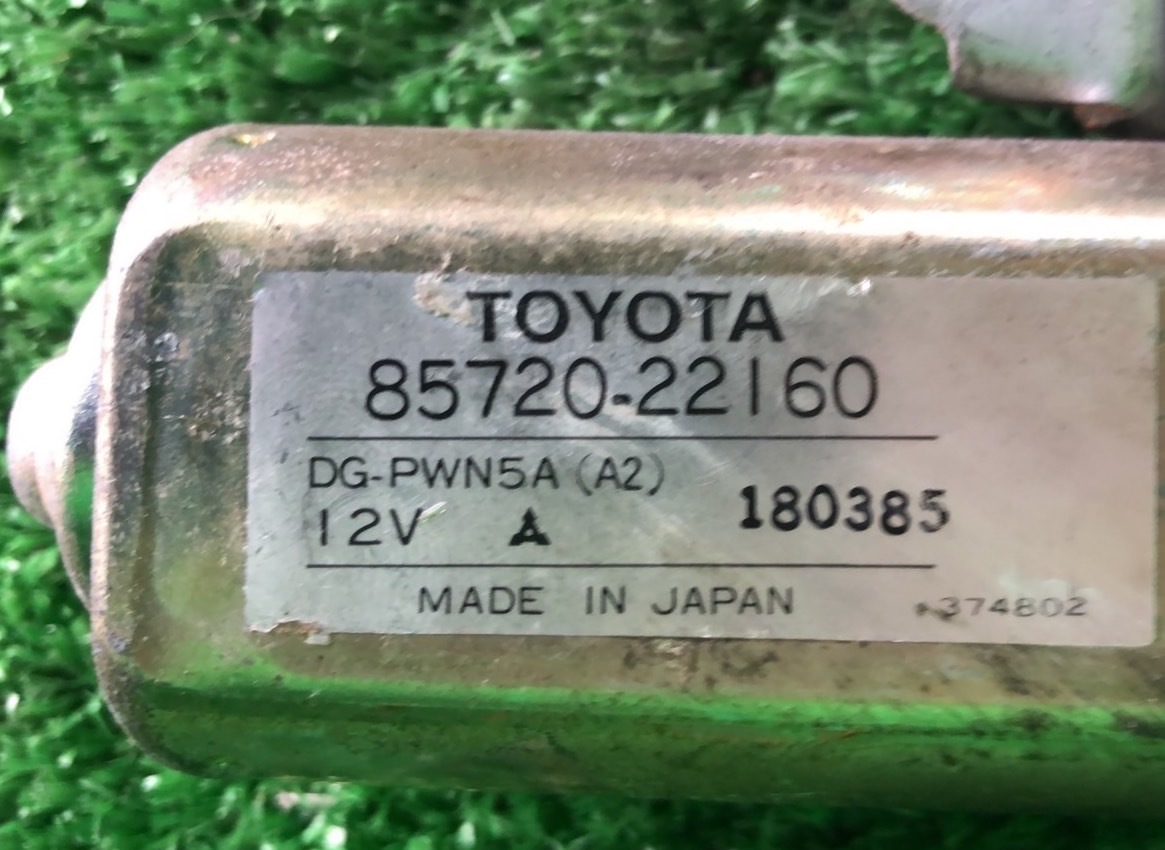 TOYOTA
85720-22160
DG-PWN5A (A2)
12V 180385
MADE IN JAPAN
374802